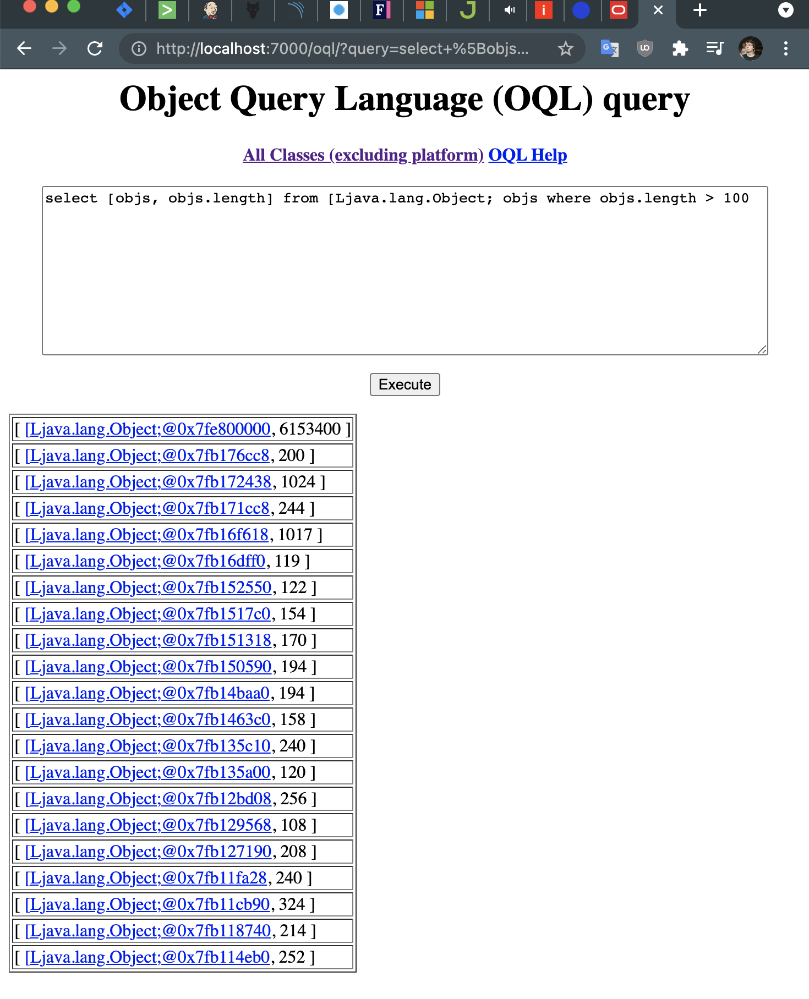 http://localhost:7000/oql/?query=select+%5Bobjs...
Object Query Language (OQL) query
All Classes (excluding platform) OQL Help
select [objs, objs.length] from [Ljava.lang.Object; objs where objs.length > 100
Execute
[ [Ljava.lang.Object;@0x7fe800000, 6153400 ]
[ [Ljava.lang.Object;@0x7fb176cc8, 200 ]
[ [Ljava.lang.Object;@0x7fb172438, 1024 ]
[ [Ljava.lang.Object;@0x7fb171cc8, 244 ]
[ [Ljava.lang.Object;@0x7fb16f618, 1017 ]
[ [Ljava.lang.Object;@0x7fb16dff0, 119 ]
[ [Ljava.lang.Object;@0x7fb152550, 122 ]
[ [Ljava.lang.Object;@0x7fb1517c0, 154 ]
[ [Ljava.lang.Object;@0x7fb151318, 170 ]
[ [Ljava.lang.Object;@0x7fb150590, 194 ]
[ [Ljava.lang.Object;@0x7fb14baa0, 194 ]
[ [Ljava.lang.Object;@0x7fb1463c0, 158 ]
[ [Ljava.lang.Object;@0x7fb135c10, 240 ]
[ [Ljava.lang.Object;@0x7fb135a00, 120 ]
[ [Ljava.lang.Object;@0x7fb12bd08, 256 ]
[ [Ljava.lang.Object;@0x7fb129568, 108 ]
[ [Ljava.lang.Object;@0x7fb127190, 208 ]
[ [Ljava.lang.Object;@0x7fb11fa28, 240 ]
[ [Ljava.lang.Object;@0x7fb11cb90, 324 ]
[ [Ljava.lang.Object;@0x7fb118740, 214 ]
[ [Ljava.lang.Object;@0x7fb114eb0, 252 ]